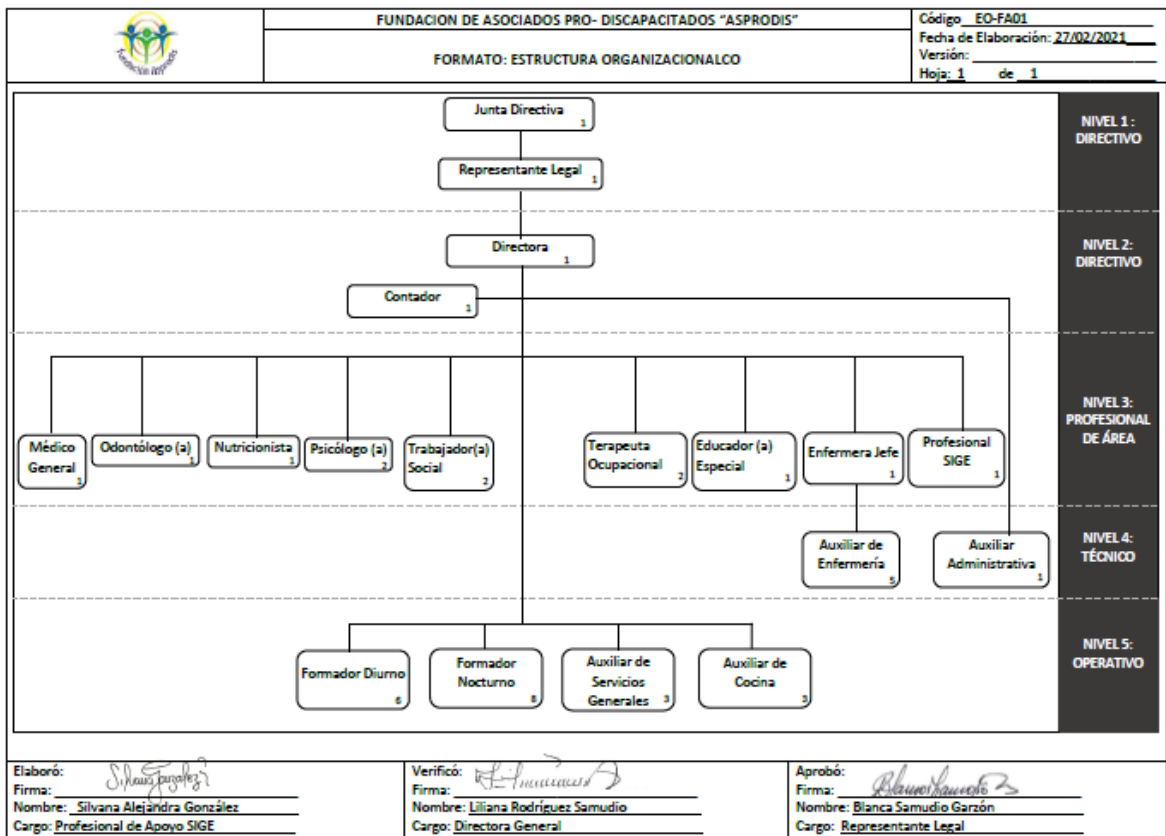 Fundación Asprodis
FUNDACION DE ASOCIADOS PRO- DISCAPACITADOS “ASPRODIS”
FORMATO: ESTRUCTURA ORGANIZACIONALCO
Código EO-FA01
Fecha de Elaboración: 27/02/2021
Versión:
Hoja: 1 de 1
Junta Directiva
1
Representante Legal
1
NIVEL 1 :
DIRECTIVO
Directora
1
Contador
1
NIVEL 2:
DIRECTIVO
Médico
General
1
Odontólogo (a)
1
Nutricionista
1
Psicólogo (a)
2
Trabajador(a)
Social
2
Terapeuta
Ocupacional
2
Educador (a)
Especial
1
Enfermera Jefe
1
Profesional
SIGE
1
NIVEL 3:
PROFESIONAL
DE ÁREA
Auxiliar de
Enfermería
5
Auxiliar
Administrativa
1
NIVEL 4:
TÉCNICO
Formador Diurno
6
Formador
Nocturno
8
Auxiliar de
Servicios
Generales
3
Auxiliar de
Cocina
3
NIVEL 5:
OPERATIVO
Elaboró:
Firma:
Nombre: Silvana Alejandra González
Cargo: Profesional de Apoyo SIGE
Verificó:
Firma:
Nombre: Liliana Rodríguez Samudio
Cargo: Directora General
Aprobó:
Firma:
Nombre: Blanca Samudio Garzón
Cargo: Representante Legal